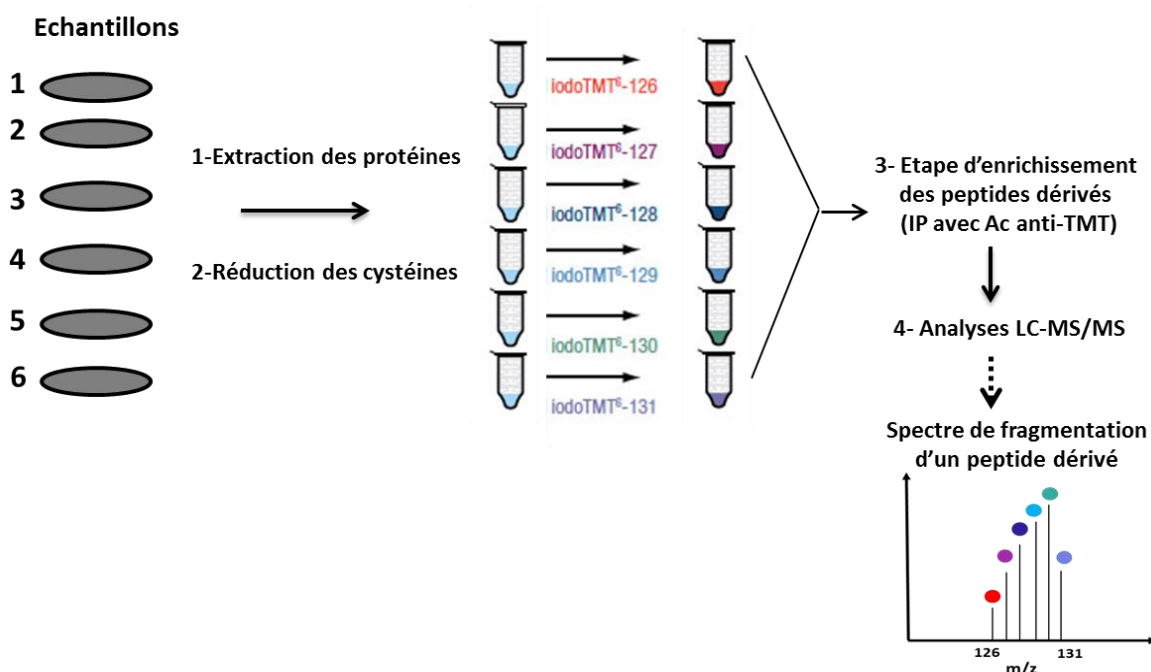 Echantillons
1
2
3
4
5
6
1-Extraction des protéines
2-Réduction des cystéines
iodoTMT⁶-126
iodoTMT⁶-127
iodoTMT⁶-128
iodoTMT⁶-129
iodoTMT⁶-130
iodoTMT⁶-131
3- Etape d'enrichissement
des peptides dérivés
(IP avec Ac anti-TMT)
4- Analyses LC-MS/MS
Spectre de fragmentation
d'un peptide dérivé
126
131
m/z